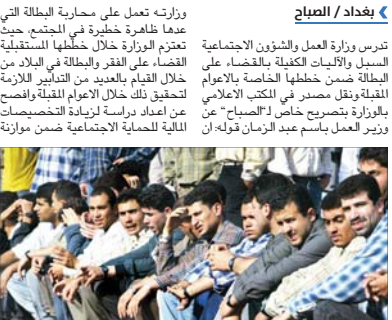 بغداد / الصباح
تدرس وزارة العمل والشؤون الاجتماعية
السبل والآليات الكفيلة بالقضاء على
البطالة ضمن خططها الخاصة بالاعوام
المقبلة ونقل مصدر في المكتب الاعلامي
بالوزارة بتصريح خاص لـ"الصباح" عن
وزير العمل باسم عبد الزمان قوله: ان
وزارته تعمل على محاربة البطالة التي
عدها ظاهرة خطيرة في المجتمع، حيث
تعتزم الوزارة خلال خططها المستقبلية
القضاء على الفقر والبطالة في البلاد من
خلال القيام بالعديد من التدابير اللازمة
لتحقيق ذلك خلال الاعوام المقبلة وافصح
عن اعداد دراسة لزيادة التخصيصات
المالية للحماية الاجتماعية ضمن موازنة